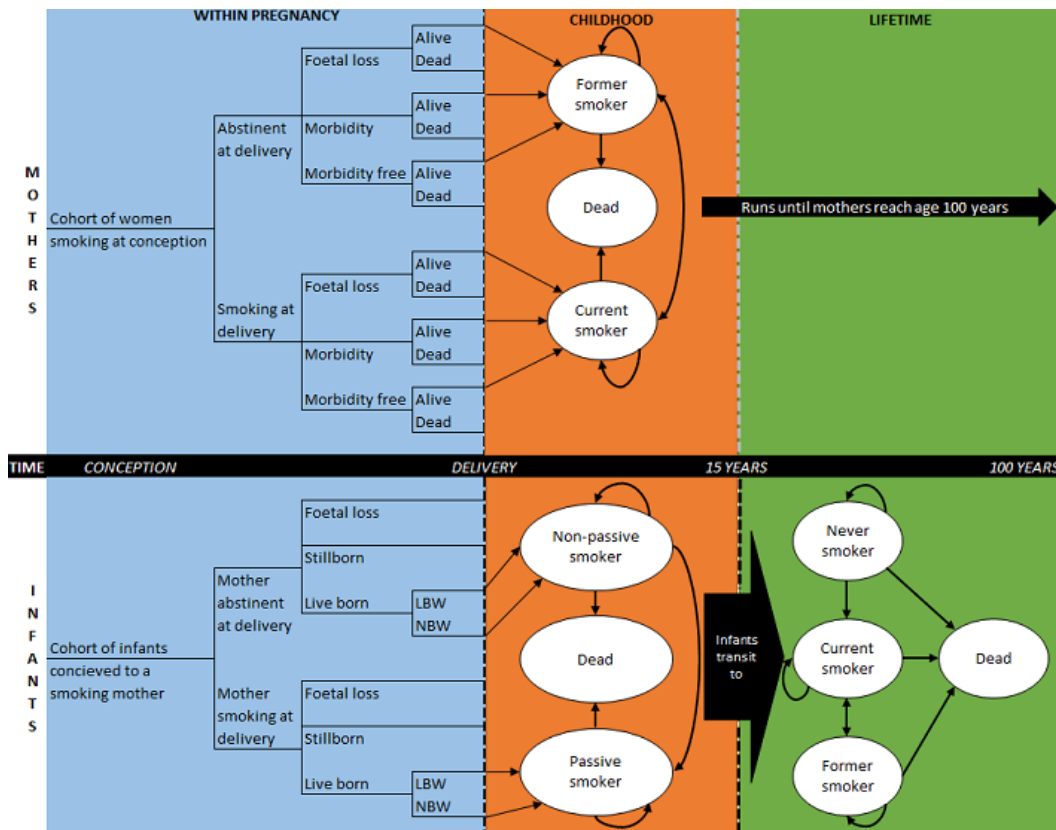 WITHIN PREGNANCY
CHILDHOOD
LIFETIME
MOTHERS
Cohort of women
smoking at conception
Abstinent
at delivery
Foetal loss
Alive
Dead
Morbidity
Alive
Dead
Morbidity free
Alive
Dead
Smoking at
delivery
Foetal loss
Alive
Dead
Morbidity
Alive
Dead
Morbidity free
Alive
Dead
Former
smoker
Dead
Current
smoker
Runs until mothers reach age 100 years
TIME CONCEPTION DELIVERY 15 YEARS 100 YEARS
INFANTS
Cohort of infants
concieved to a
smoking mother
Mother
abstinent
at delivery
Foetal loss
Stillborn
Live born
LBW
NBW
Mother
smoking at
delivery
Foetal loss
Stillborn
Live born
LBW
NBW
Non-passive
smoker
Dead
Passive
smoker
Infants
transit
to
Never
smoker
Current
smoker
Former
smoker
Dead